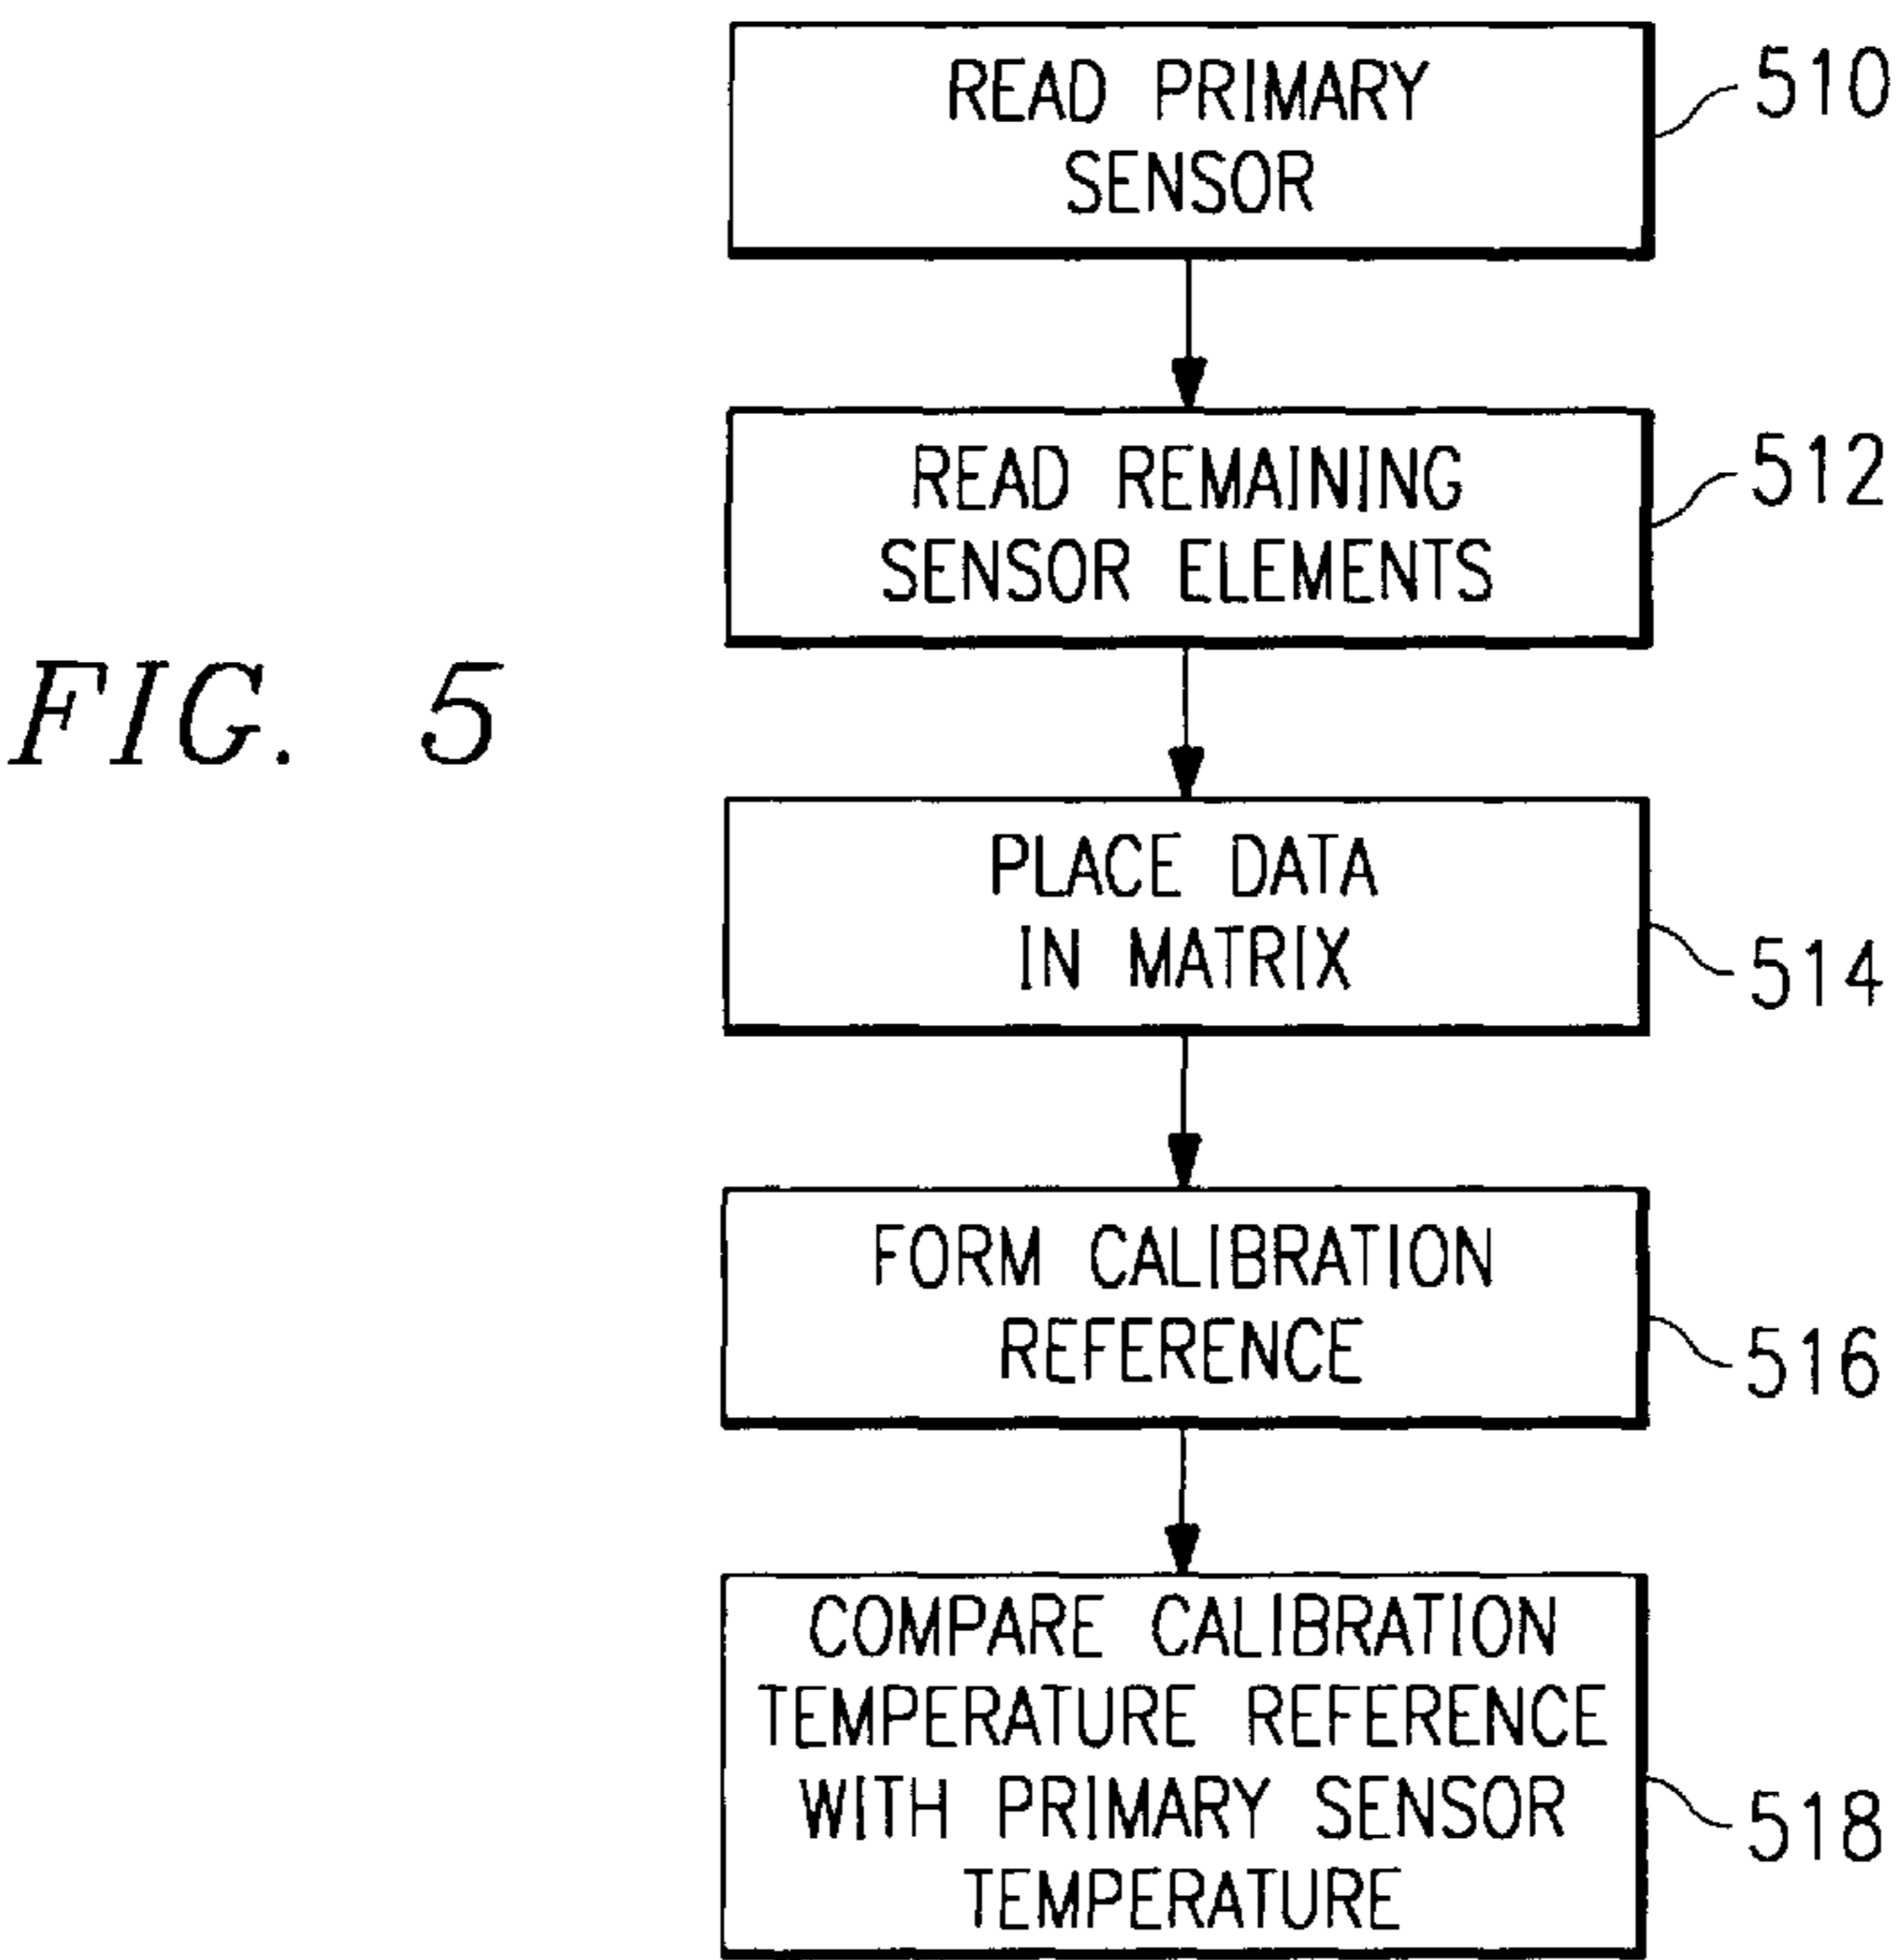 READ PRIMARY
SENSOR
510
READ REMAINING
SENSOR ELEMENTS
512
FIG. 5
PLACE DATA
IN MATRIX
514
FORM CALIBRATION
REFERENCE
516
COMPARE CALIBRATION
TEMPERATURE REFERENCE
WITH PRIMARY SENSOR
TEMPERATURE
518